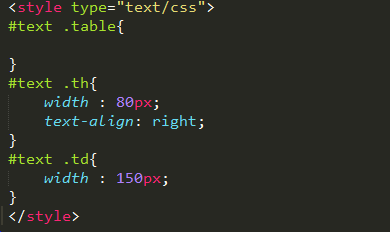 <style type="text/css">
#text .table{
}
#text .th{
width : 80px;
text-align: right;
}
#text .td{
width : 150px;
}
</style>